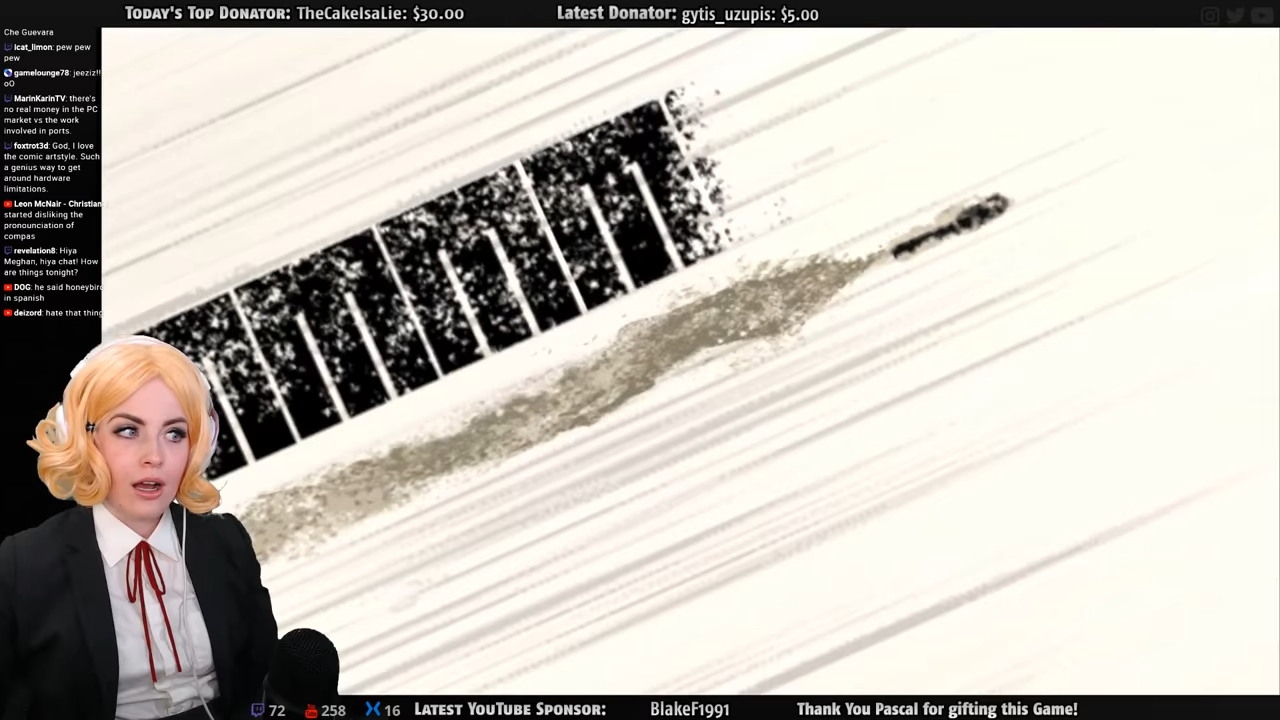 Today's Top Donator: TheCakeIsaLie: $30.00
Latest Donator: gytis_uzupis: $5.00
Che Guevara
lcat_limon: pew pew
pew
gamelounge78: jeeziz!!
oO
MarinKarinTV: there's
no real money in the PC
market vs the work
involved in ports.
foxtrot3d: God, I love
the comic artstyle. Such
a genius way to get
around hardware
limitations.
Leon McNair - Christian
started disliking the
pronounciation of
compas
revelation8: Hiya
Meghan, hiya chat! How
are things tonight?
DOG: he said honeybird
in spanish
deizord: hate that thing
72
258
16
Latest YouTube Sponsor:
BlakeF1991
Thank You Pascal for gifting this Game!